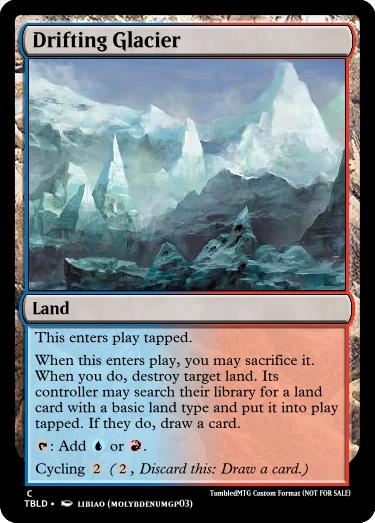 Drifting Glacier
Land
This enters play tapped.
When this enters play, you may sacrifice it.
When you do, destroy target land. Its
controller may search their library for a land
card with a basic land type and put it into play
tapped. If they do, draw a card.
: Add or .
Cycling 2 ( 2 , Discard this: Draw a card.)
C
TBLD • LIBIAO (MOLYBDENUMGP03)
TumbledMTG Custom Format (NOT FOR SALE)